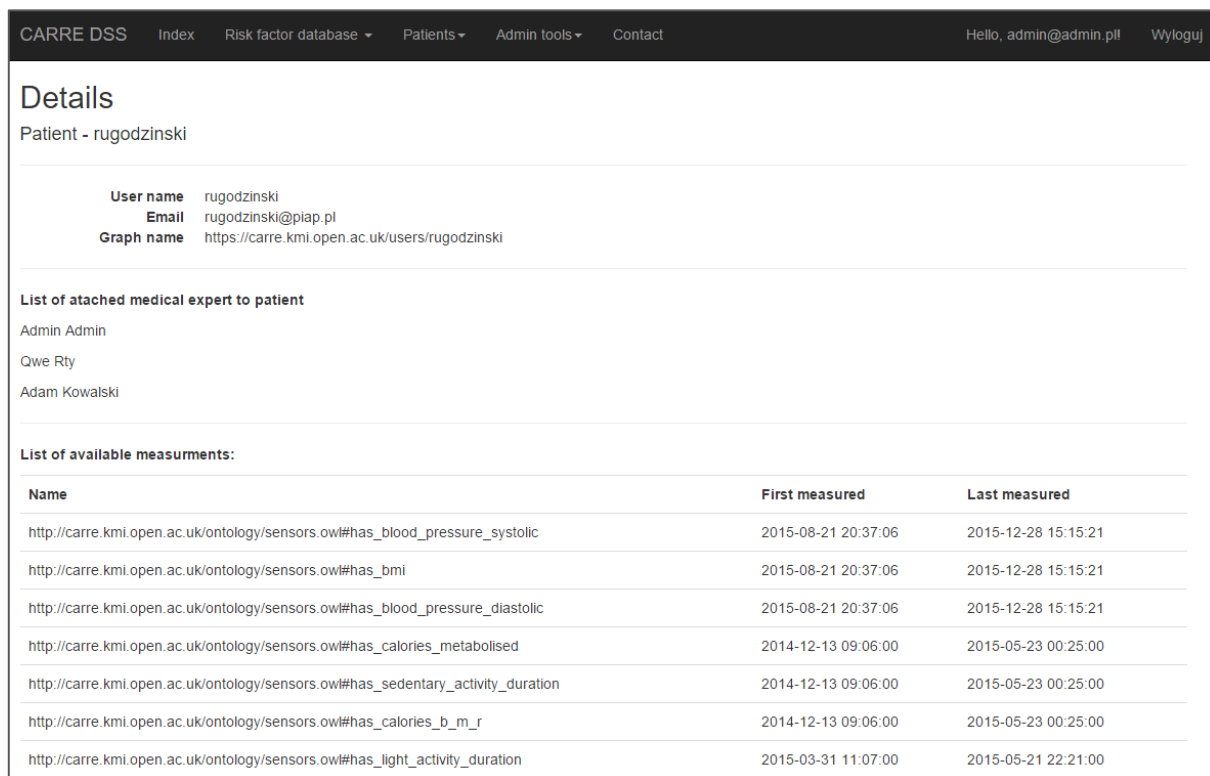 CARRE DSS Index Risk factor database Patients Admin tools Contact Hello, admin@admin.pl! Wyloguj
Details
Patient - rugodzinski
User name rugodzinski
Email rugodzinski@piap.pl
Graph name https://carre.kmi.open.ac.uk/users/rugodzinski
List of atached medical expert to patient
Admin Admin
Qwe Rty
Adam Kowalski
List of available measurments:
Name First measured Last measured
http://carre.kmi.open.ac.uk/ontology/sensors.owl#has_blood_pressure_systolic 2015-08-21 20:37:06 2015-12-28 15:15:21
http://carre.kmi.open.ac.uk/ontology/sensors.owl#has_bmi 2015-08-21 20:37:06 2015-12-28 15:15:21
http://carre.kmi.open.ac.uk/ontology/sensors.owl#has_blood_pressure_diastolic 2015-08-21 20:37:06 2015-12-28 15:15:21
http://carre.kmi.open.ac.uk/ontology/sensors.owl#has_calories_metabolised 2014-12-13 09:06:00 2015-05-23 00:25:00
http://carre.kmi.open.ac.uk/ontology/sensors.owl#has_sedentary_activity_duration 2014-12-13 09:06:00 2015-05-23 00:25:00
http://carre.kmi.open.ac.uk/ontology/sensors.owl#has_calories_b_m_r 2014-12-13 09:06:00 2015-05-23 00:25:00
http://carre.kmi.open.ac.uk/ontology/sensors.owl#has_light_activity_duration 2015-03-31 11:07:00 2015-05-21 22:21:00